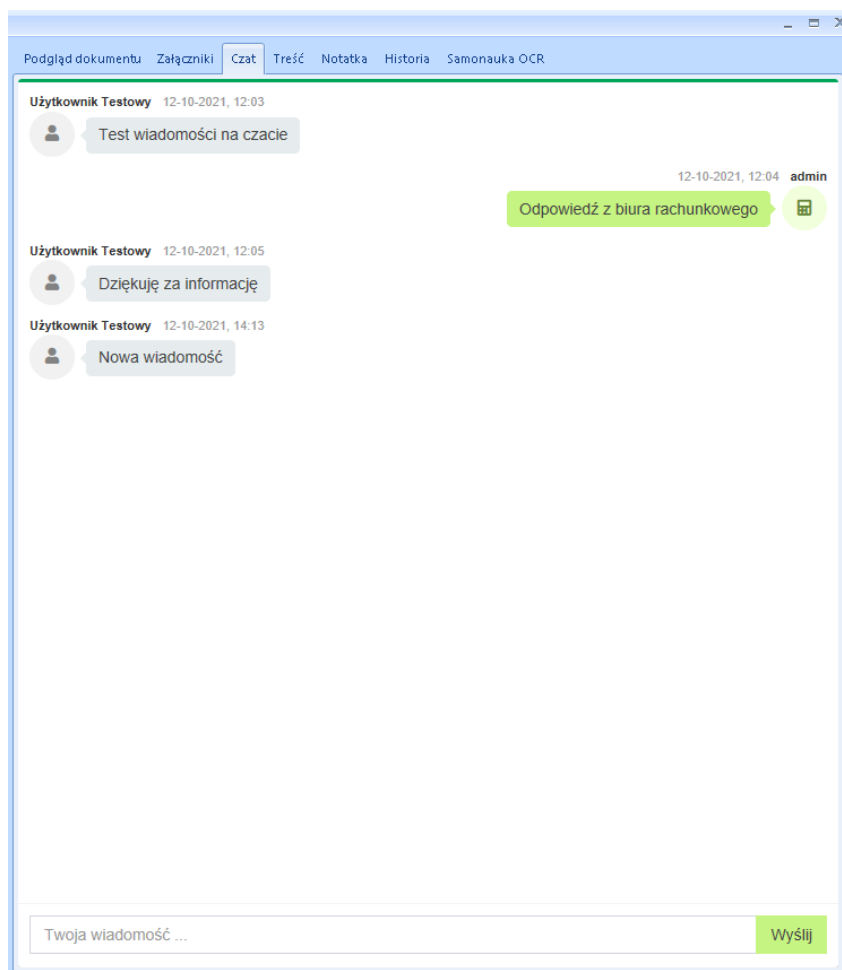 Podgląd dokumentu Załączniki Czat Treść Notatka Historia Samonauka OCR
Użytkownik Testowy 12-10-2021, 12:03
Test wiadomości na czacie
12-10-2021, 12:04 admin
Odpowiedź z biura rachunkowego
Użytkownik Testowy 12-10-2021, 12:05
Dziękuję za informację
Użytkownik Testowy 12-10-2021, 14:13
Nowa wiadomość
Twoja wiadomość ... Wyślij